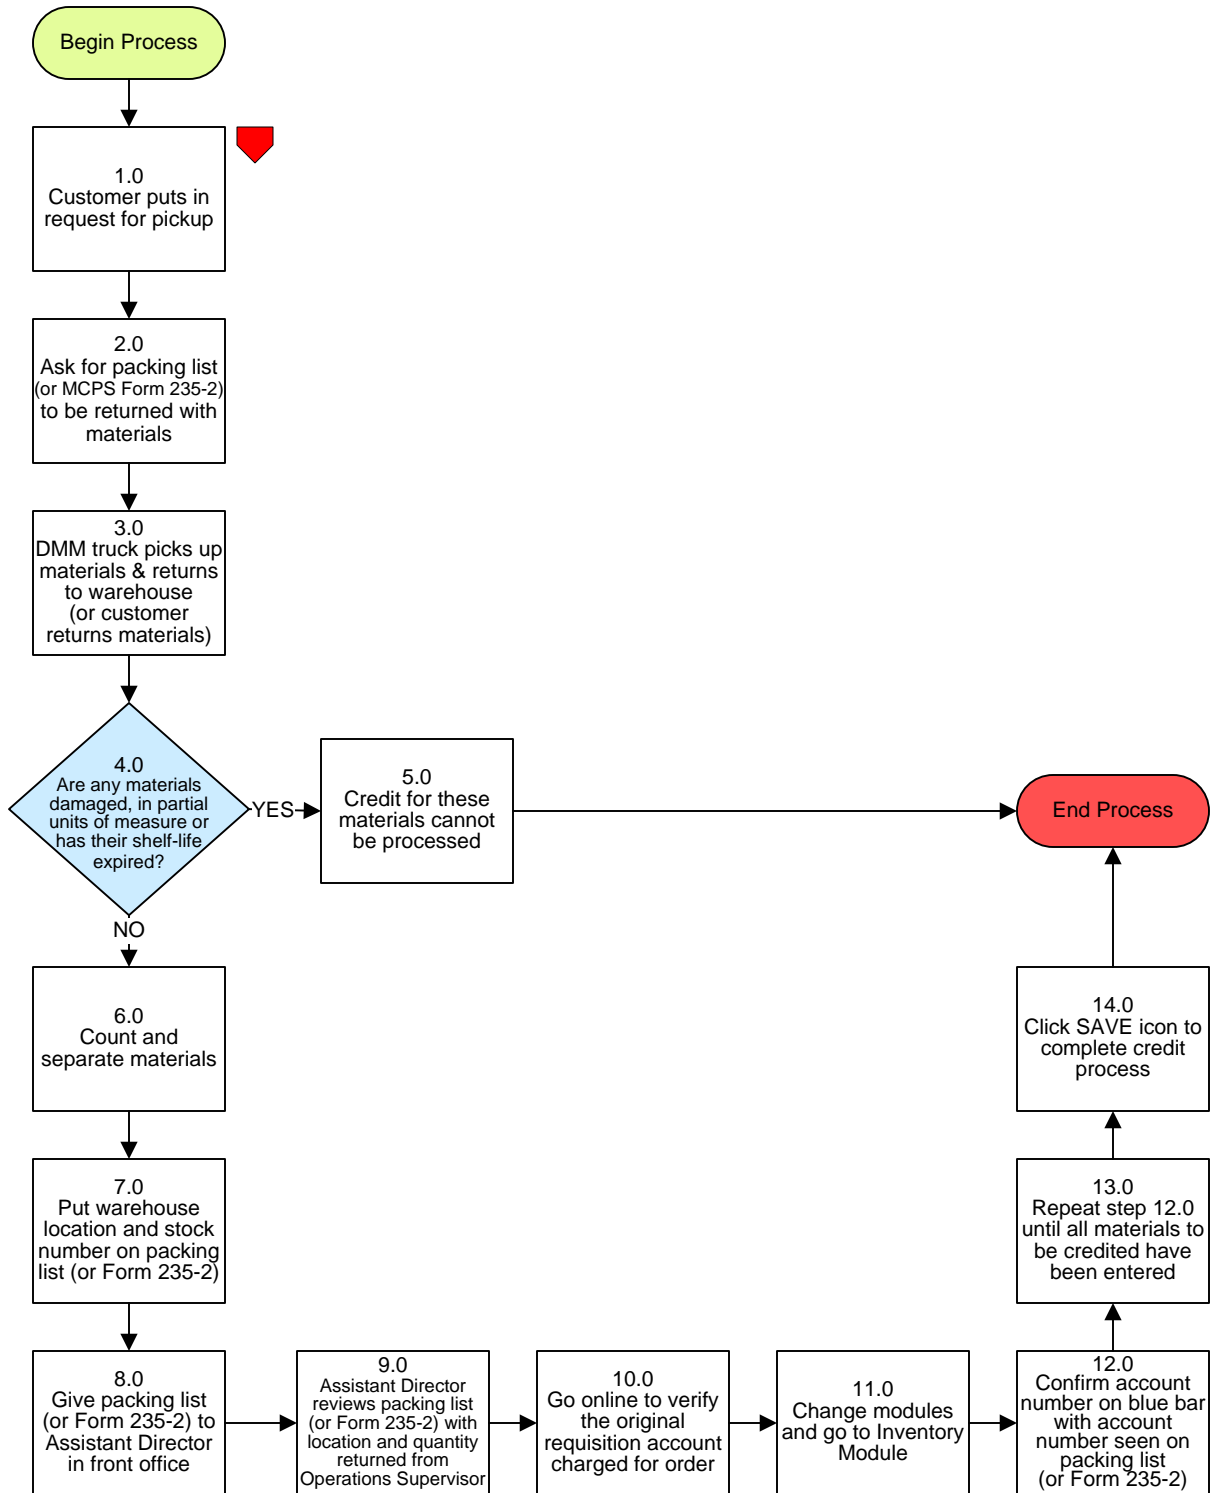 Begin Process
1.0
Customer puts in
request for pickup
2.0
Ask for packing list
(or MCPS Form 235-2)
to be returned with
materials
3.0
DMM truck picks up
materials & returns
to warehouse
(or customer
returns materials)
4.0
Are any materials
damaged, in partial
units of measure or
has their shelf-life
expired?
YES
5.0
Credit for these
materials cannot
be processed
End Process
NO
6.0
Count and
separate materials
7.0
Put warehouse
location and stock
number on packing
list (or Form 235-2)
8.0
Give packing list
(or Form 235-2) to
Assistant Director
in front office
9.0
Assistant Director
reviews packing list
(or Form 235-2) with
location and quantity
returned from
Operations Supervisor
10.0
Go online to verify
the original
requisition account
charged for order
11.0
Change modules
and go to Inventory
Module
12.0
Confirm account
number on blue bar
with account
number seen on
packing list
(or Form 235-2)
13.0
Repeat step 12.0
until all materials to
be credited have
been entered
14.0
Click SAVE icon to
complete credit
process